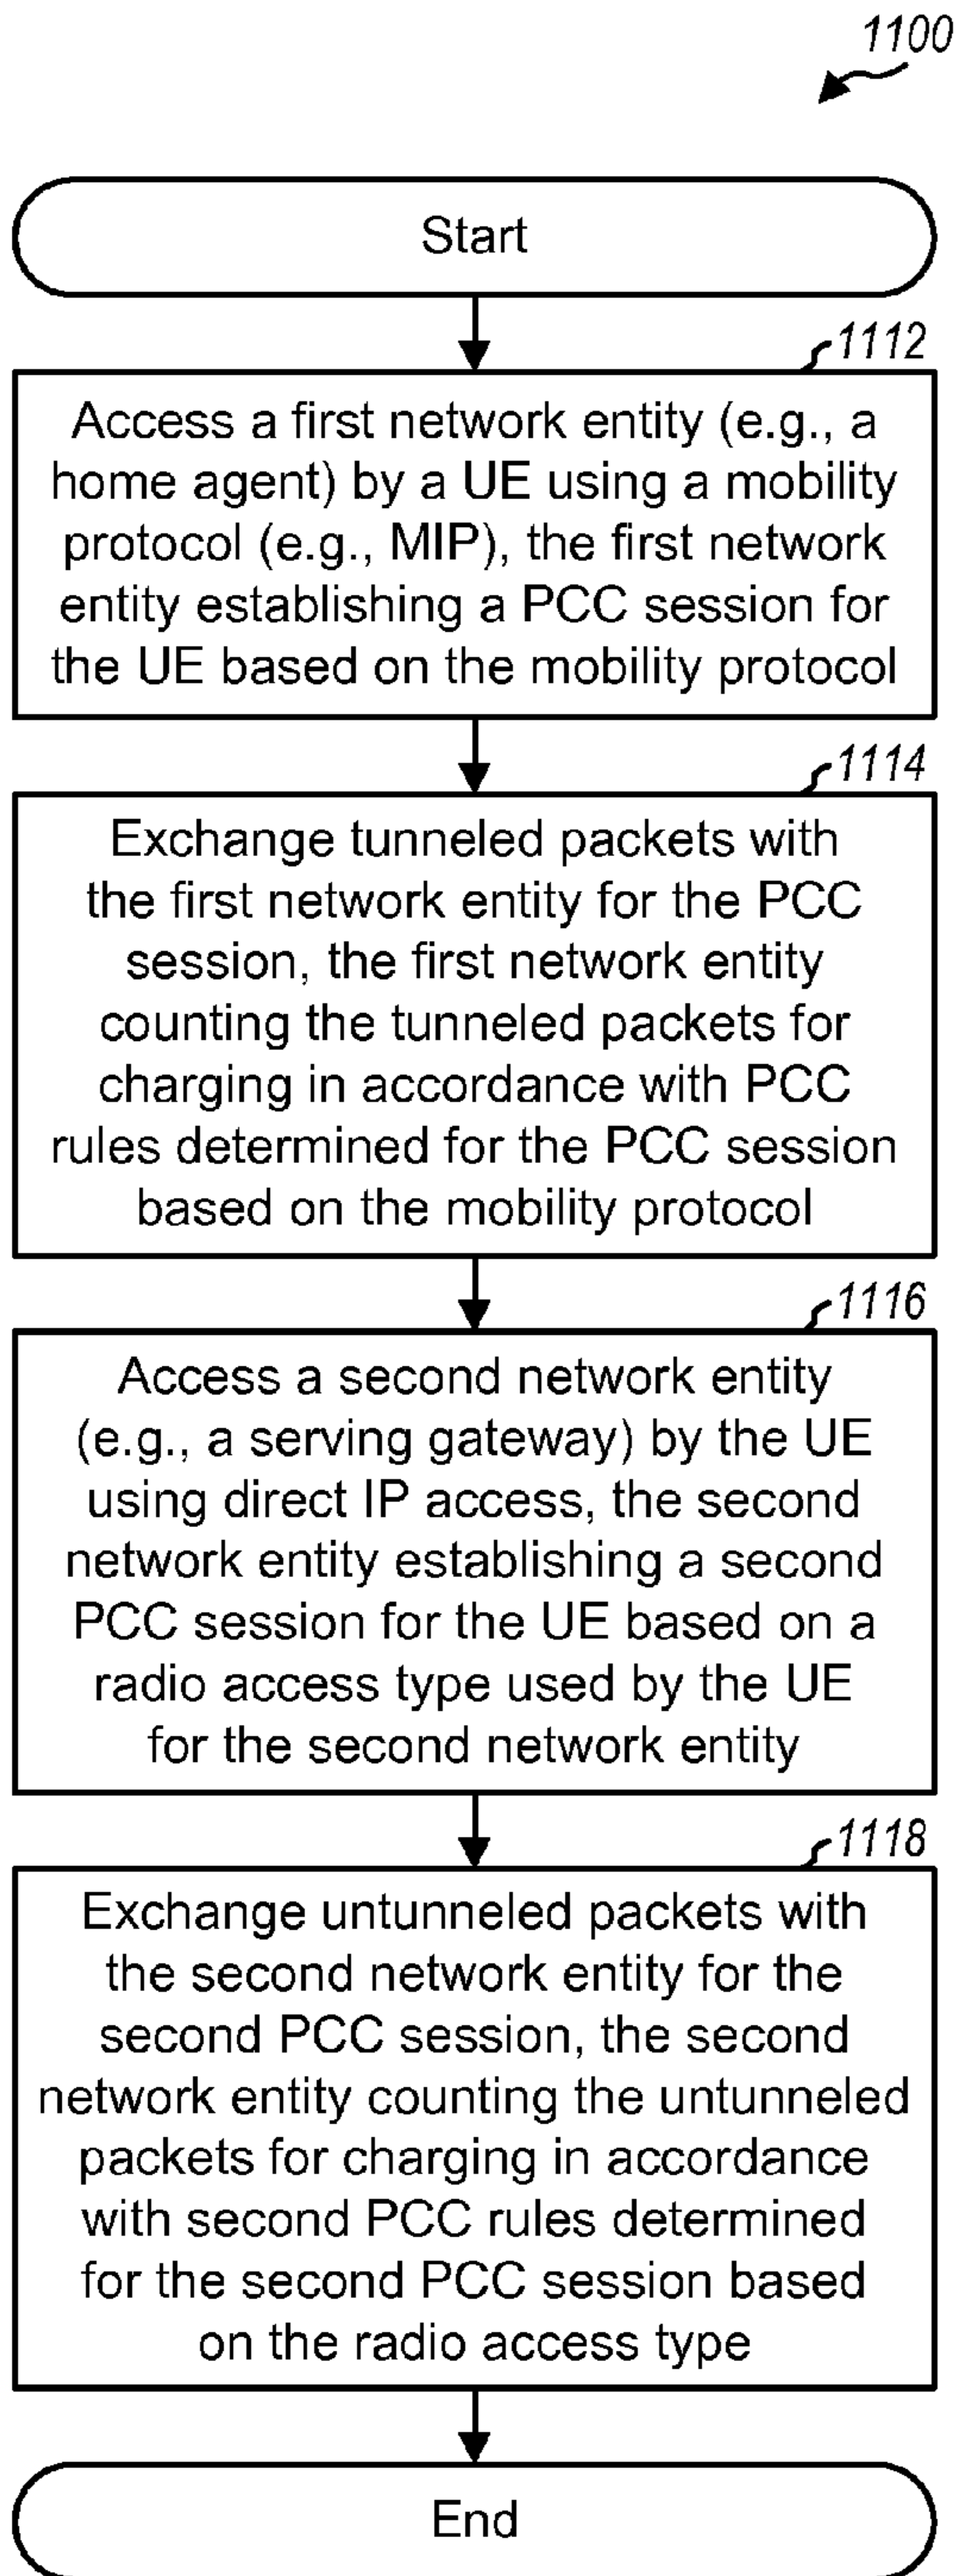 1100
Start
1112
Access a first network entity (e.g., a
home agent) by a UE using a mobility
protocol (e.g., MIP), the first network
entity establishing a PCC session for
the UE based on the mobility protocol
1114
Exchange tunneled packets with
the first network entity for the PCC
session, the first network entity
counting the tunneled packets for
charging in accordance with PCC
rules determined for the PCC session
based on the mobility protocol
1116
Access a second network entity
(e.g., a serving gateway) by the UE
using direct IP access, the second
network entity establishing a second
PCC session for the UE based on a
radio access type used by the UE
for the second network entity
1118
Exchange untunneled packets with
the second network entity for the
second PCC session, the second
network entity counting the untunneled
packets for charging in accordance
with second PCC rules determined
for the second PCC session based
on the radio access type
End